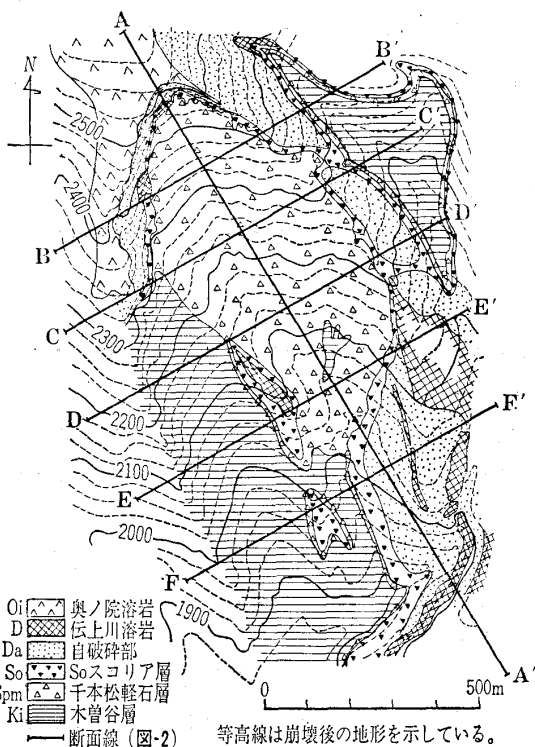 A
N
B'
C'
2500
2400
B
D
C
2300
E'
D
2200
F'
2100
E
2000
F
1900
Oi 奥ノ院溶岩
D 伝上川溶岩
Da 自破砕部
So Soスコリア層
Spm 千本松軽石層
Ki 木曽谷層
断面線 (図-2)
A'
0 500m
等高線は崩壊後の地形を示している。